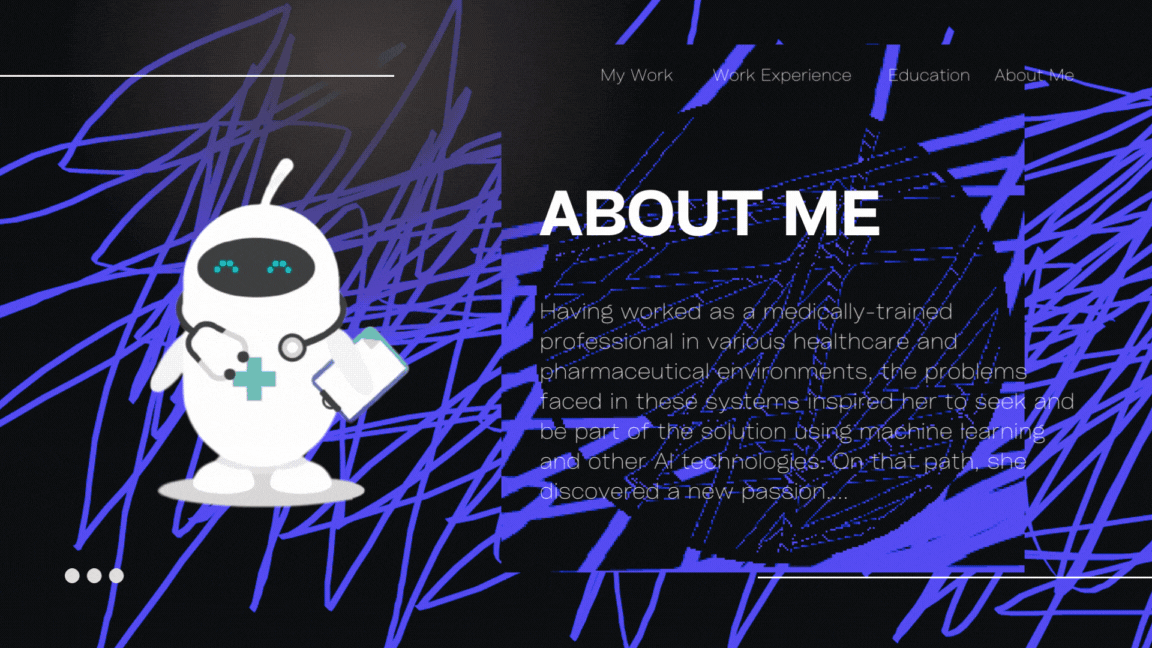 My Work Work Experience Education About Me
ABOUT ME
Having worked as a medically-trained
professional in various healthcare and
pharmaceutical environments, the problems
faced in these systems inspired her to seek and
be part of the solution using machine learning
and other AI technologies. On that path, she
discovered a new passion....